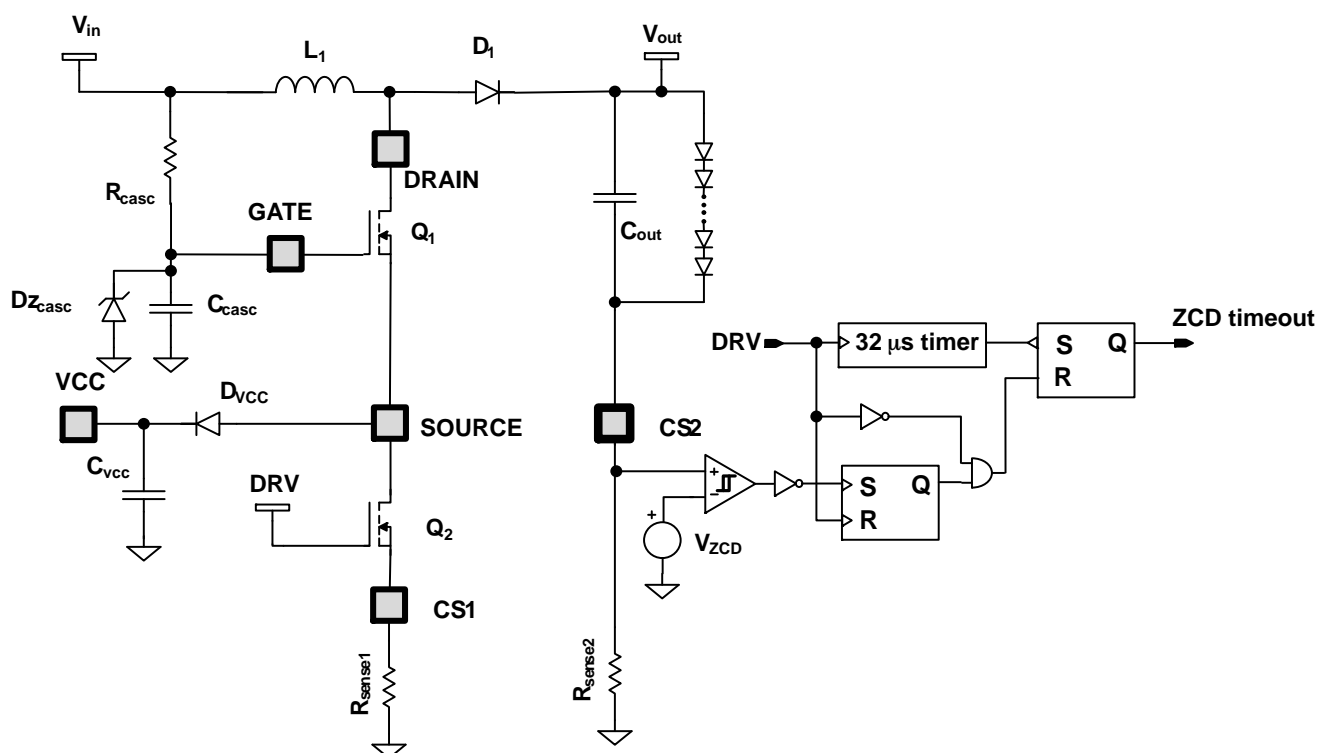 Vin
L1
D1
Vout
DRAIN
Rcasc
GATE
Q1
Cout
Dzcasc
Ccasc
ZCD timeout
DRV
32 μs timer
S
Q
R
VCC
DVCC
SOURCE
CS2
Cvcc
DRV
Q2
+
−
+
VZCD
S
Q
R
CS1
Rsense1
Rsense2